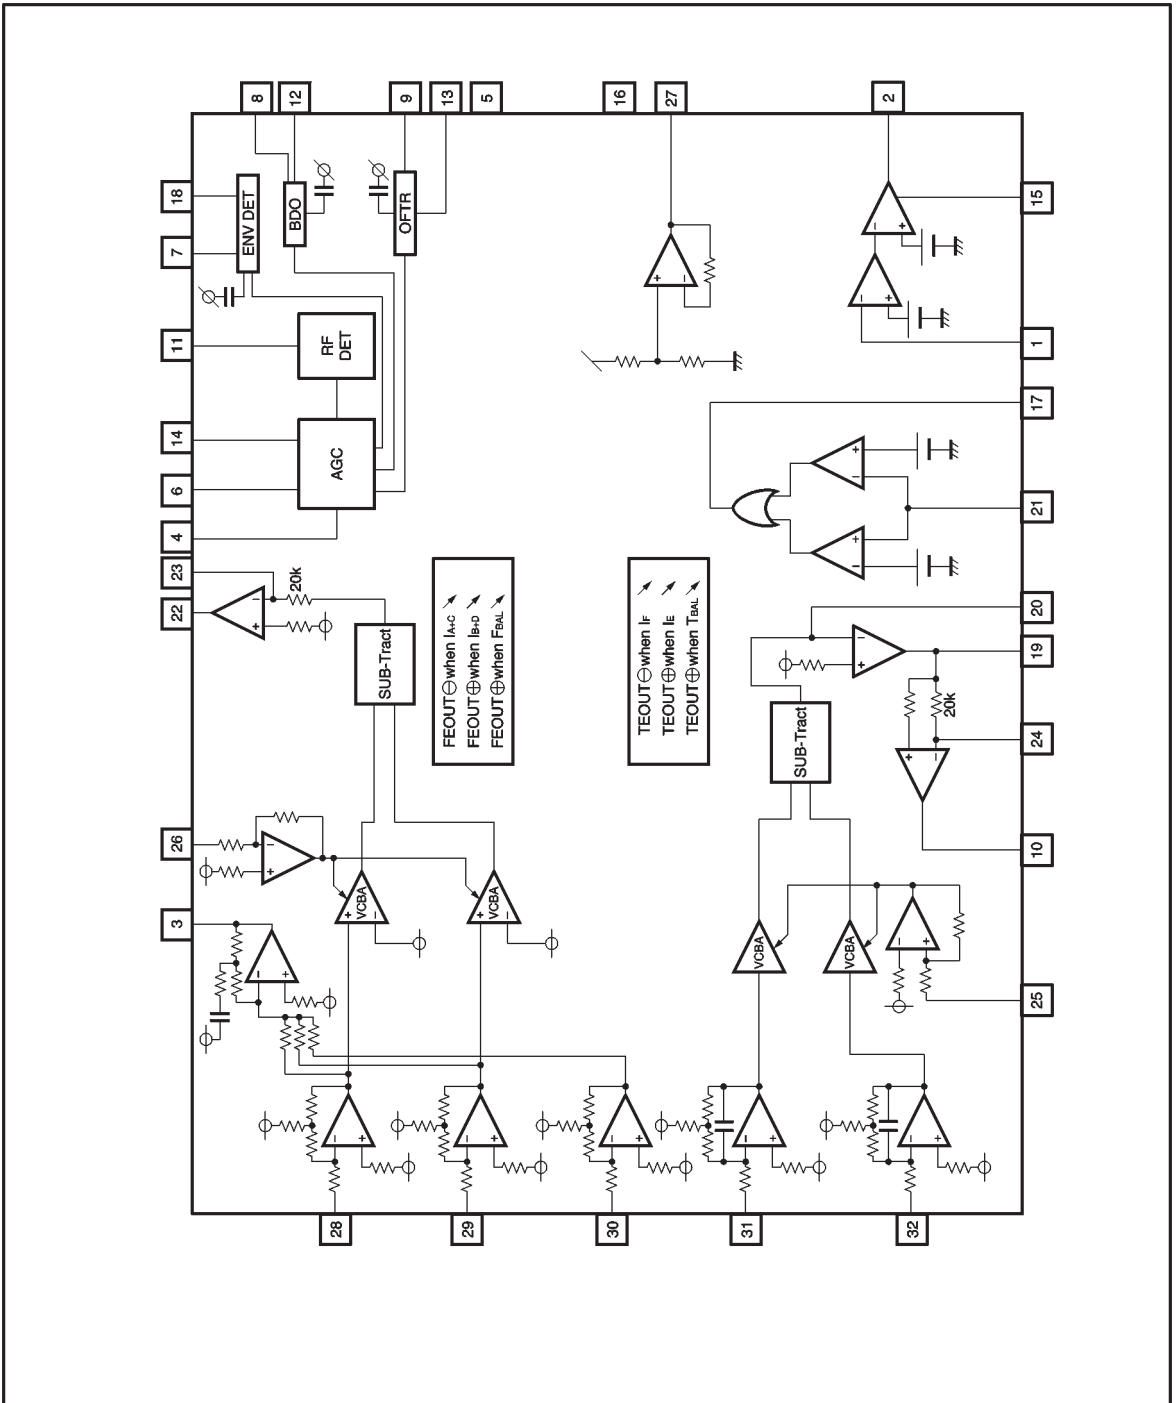 8
12
9
13
5
16
27
2
18
7
11
14
6
4
23
22
26
3
15
1
17
21
20
19
24
10
25
28
29
30
31
32
ENV DET
BDO
OFTR
RF
DET
AGC
20k
SUB-Tract
FEOUT⊖when IA+C ↗
FEOUT⊕when IB+D ↗
FEOUT⊕when FBAL ↗
TEOUT⊖when IF ↗
TEOUT⊕when IE ↗
TEOUT⊕when TBAL ↗
SUB-Tract
20k
VCBA
VCBA
VCBA
VCBA